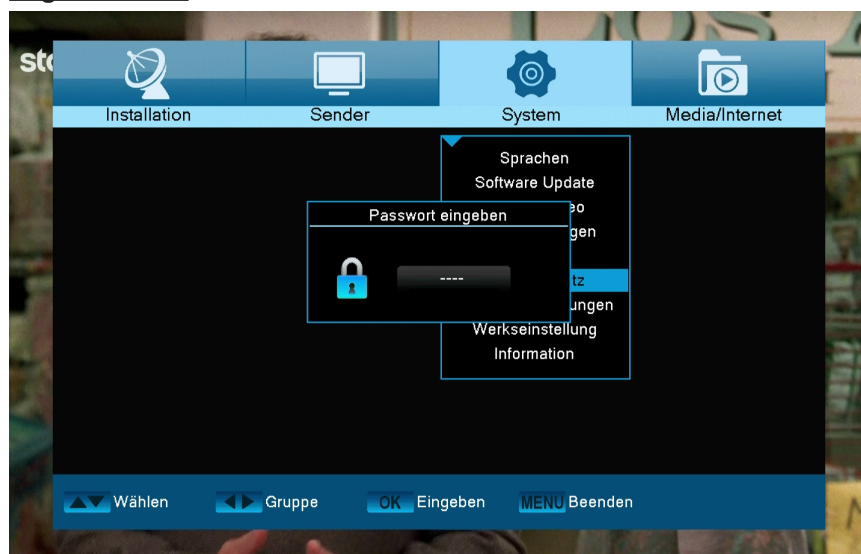 Installation
Sender
System
Media/Internet
Sprachen
Software Update
Passwort eingeben
----
Werkseinstellung
Information
Wählen
Gruppe
OK Eingeben
MENU Beenden